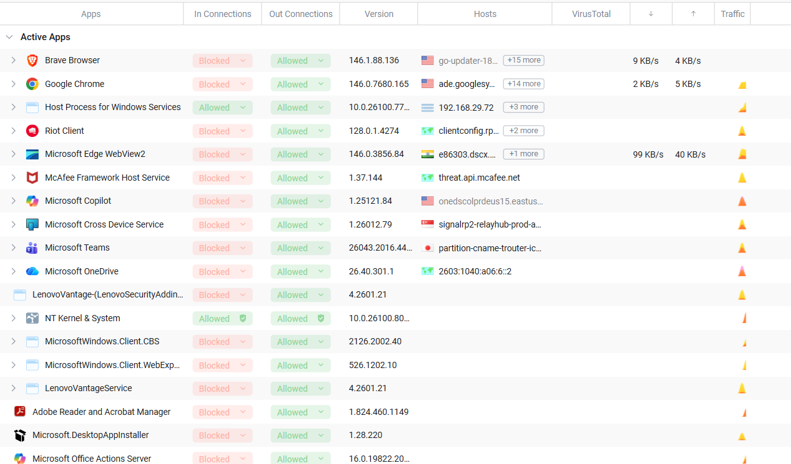 Apps In Connections Out Connections Version Hosts VirusTotal ↓ ↑ Traffic
Active Apps
Brave Browser Blocked Allowed 146.1.88.136 go-updater-18... +15 more 9 KB/s 4 KB/s
Google Chrome Blocked Allowed 146.0.7680.165 ade.googlesy... +14 more 2 KB/s 5 KB/s
Host Process for Windows Services Allowed Allowed 10.0.26100.77... 192.168.29.72 +3 more
Riot Client Blocked Allowed 128.0.1.4274 clientconfig.rp... +2 more
Microsoft Edge WebView2 Blocked Allowed 146.0.3856.84 e86303.dscx.... +1 more 99 KB/s 40 KB/s
McAfee Framework Host Service Blocked Allowed 1.37.144 threat.api.mcafee.net
Microsoft Copilot Blocked Allowed 1.25121.84 onedscolprdeus15.eastus...
Microsoft Cross Device Service Blocked Allowed 1.26012.79 signalrp2-relayhub-prod-a...
Microsoft Teams Blocked Allowed 26043.2016.44... partition-cname-trouter-ic...
Microsoft OneDrive Blocked Allowed 26.40.301.1 2603:1040:a06:6::2
LenovoVantage-(LenovoSecurityAddin... Blocked Allowed 4.2601.21
NT Kernel & System Allowed Allowed 10.0.26100.80...
MicrosoftWindows.Client.CBS Blocked Allowed 2126.2002.40
MicrosoftWindows.Client.WebExp... Blocked Allowed 526.1202.10
LenovoVantageService Blocked Allowed 4.2601.21
Adobe Reader and Acrobat Manager Blocked Allowed 1.824.460.1149
Microsoft.DesktopAppInstaller Blocked Allowed 1.28.220
Microsoft Office Actions Server Blocked Allowed 16.0.19822.20...